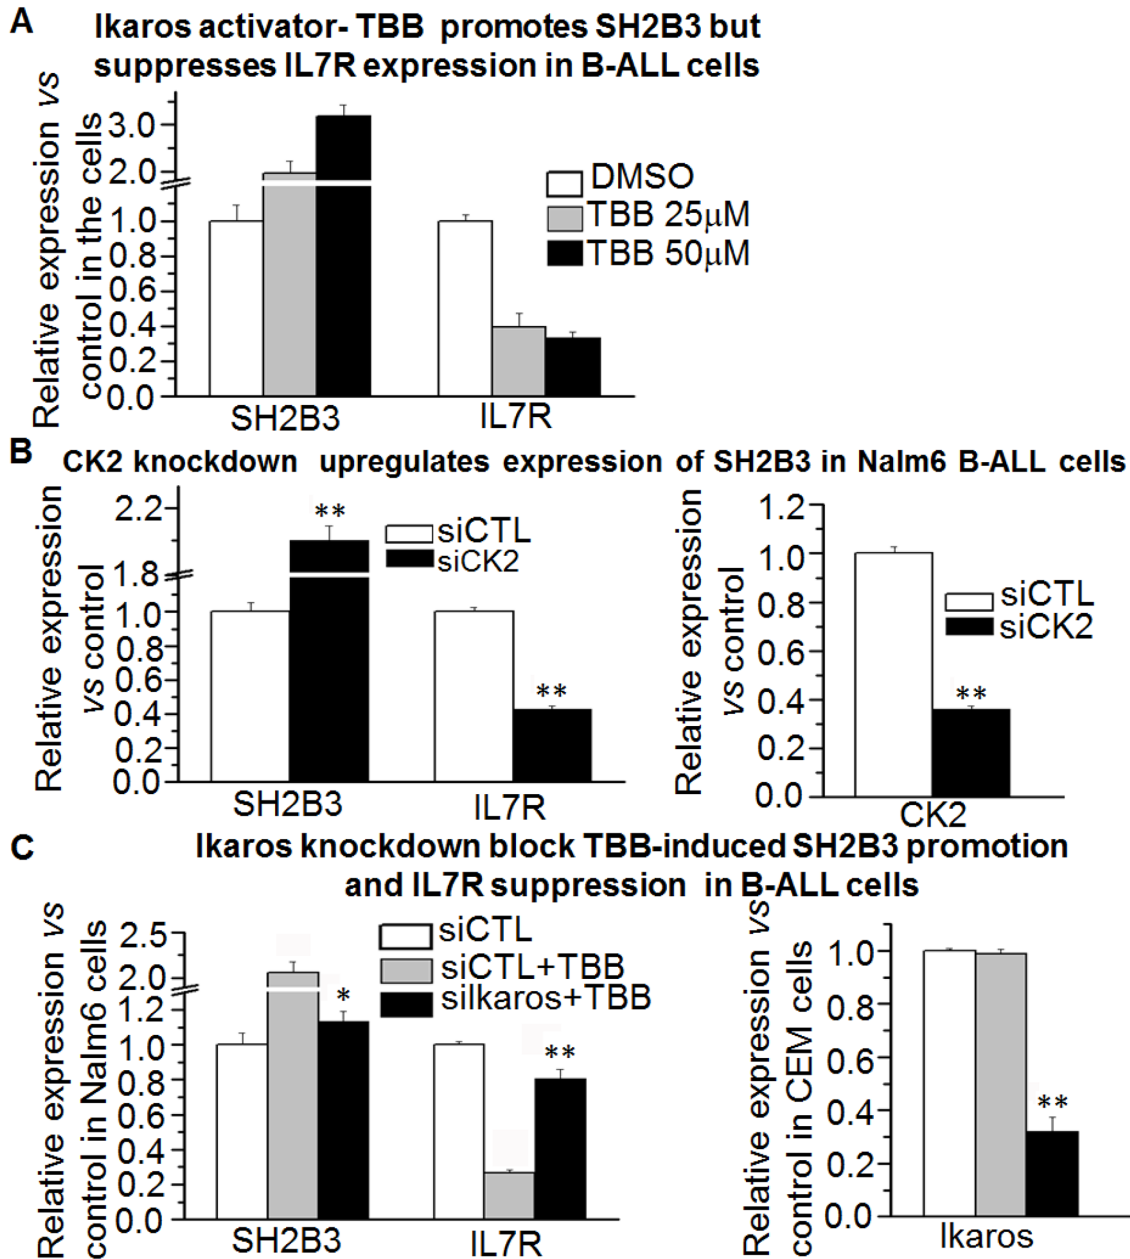 A
Ikaros activator- TBB promotes SH2B3 but
suppresses IL7R expression in B-ALL cells
Relative expression vs
control in the cells
3.0
2.0
1.0
0.8
0.6
0.4
0.2
0.0
SH2B3
IL7R
DMSO
TBB 25μM
TBB 50μM
B
CK2 knockdown upregulates expression of SH2B3 in Nalm6 B-ALL cells
Relative expression
vs control
2.2
1.8
1.0
0.8
0.6
0.4
0.2
0.0
**
**
SH2B3
IL7R
siCTL
siCK2
Relative expression
vs control
1.2
1.0
0.8
0.6
0.4
0.2
0.0
**
CK2
siCTL
siCK2
C
Ikaros knockdown block TBB-induced SH2B3 promotion
and IL7R suppression in B-ALL cells
Relative expression vs
control in Nalm6 cells
2.5
2.0
1.2
1.0
0.8
0.6
0.4
0.2
0.0
*
**
SH2B3
IL7R
siCTL
siCTL+TBB
siIkaros+TBB
Relative expression vs
control in CEM cells
1.0
0.8
0.6
0.4
0.2
0.0
**
Ikaros